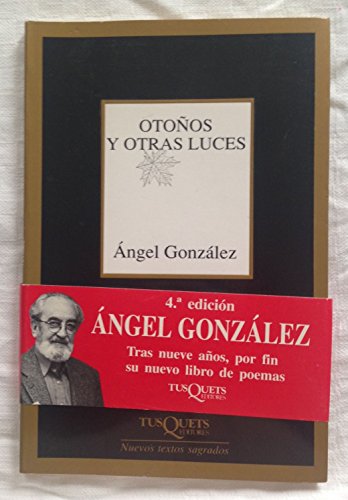 OTOÑOS
Y OTRAS LUCES
Ángel González
4.ª edición
ÁNGEL GONZÁLEZ
Tras nueve años, por fin
su nuevo libro de poemas
TUSQUETS
EDITORES
TUSQUETS
EDITORES
Nuevos textos sagrados